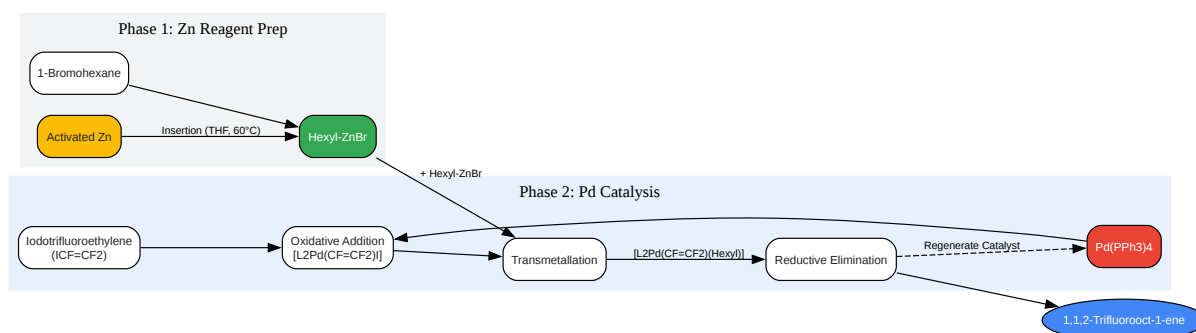 Phase 1: Zn Reagent Prep
1-Bromohexane
Activated Zn
Insertion (THF, 60°C)
Hexyl-ZnBr
+ Hexyl-ZnBr
Phase 2: Pd Catalysis
Iodotrifluoroethylene
(ICF=CF2)
Oxidative Addition
[L2Pd(CF=CF2)I]
Transmetallation
[L2Pd(CF=CF2)(Hexyl)]
Reductive Elimination
Regenerate Catalyst
Pd(PPh3)4
1,1,2-Trifluorooct-1-ene